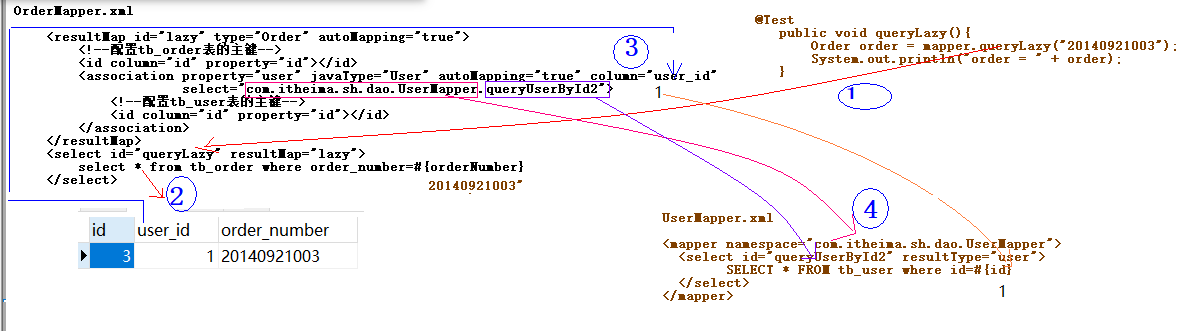 OrderMapper.xml
<resultMap id="lazy" type="Order" autoMapping="true">
<!--配置tb_order表的主键-->
<id column="id" property="id"></id>
<association property="user" javaType="User" autoMapping="true" column="user_id"
select="com.itheima.sh.dao.UserMapper.queryUserById2">
<!--配置tb_user表的主键-->
<id column="id" property="id"></id>
</association>
</resultMap>
<select id="queryLazy" resultMap="lazy">
select * from tb_order where order_number=#{orderNumber}
</select>
20140921003"
3
1
@Test
public void queryLazy(){
Order order = mapper.queryLazy("20140921003");
System.out.println("order = " + order);
}
1
2
id user_id order_number
3 1 20140921003
4
UserMapper.xml
<mapper namespace="com.itheima.sh.dao.UserMapper">
<select id="queryUserById2" resultType="user">
SELECT * FROM tb_user where id=#{id}
</select>
1
</mapper>